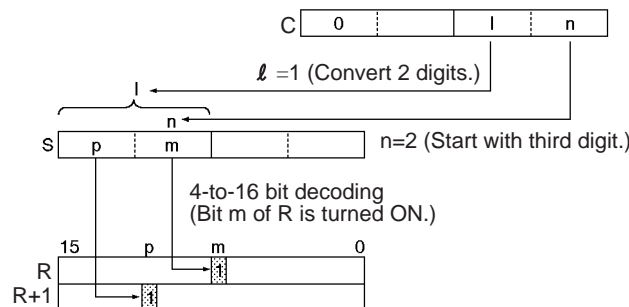 C 0 l n
ℓ =1 (Convert 2 digits.)
l
n
n=2 (Start with third digit.)
S p m
4-to-16 bit decoding
(Bit m of R is turned ON.)
15 p m 0
R 1
R+1 1